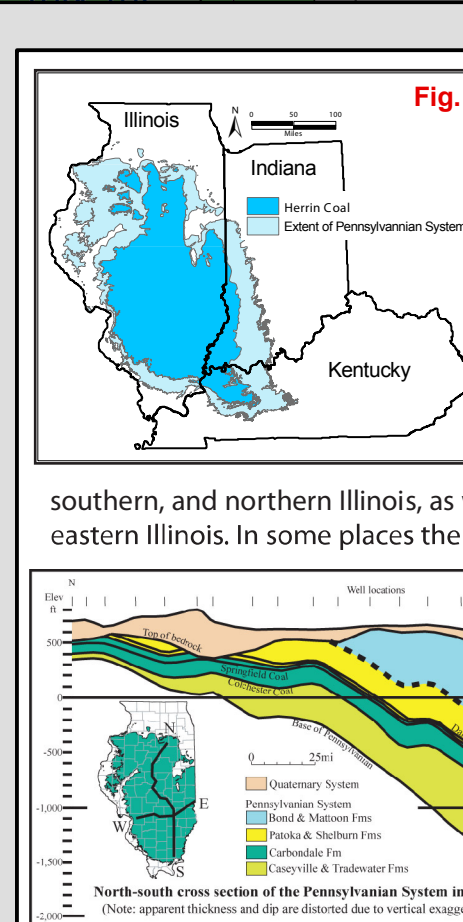 Fig.
Illinois
N
0 50 100
Miles
Indiana
Herrin Coal
Extent of Pennsylvannian System
Kentucky
southern, and northern Illinois, as
eastern Illinois. In some places the
N
Elev
ft
Well locations
500
Top of bedrock
Springfield Coal
Colchester Coal
0
Base of Pennsylvanian
-500
N
0 25mi
Quaternary System
E
Pennsylvanian System
-1,000
Bond & Mattoon Fms
W
Patoka & Shelburn Fms
Carbondale Fm
-1,500
Caseyville & Tradewater Fms
S
North-south cross section of the Pennsylvanian System in
(Note: apparent thickness and dip are distorted due to vertical exagge
-2,000